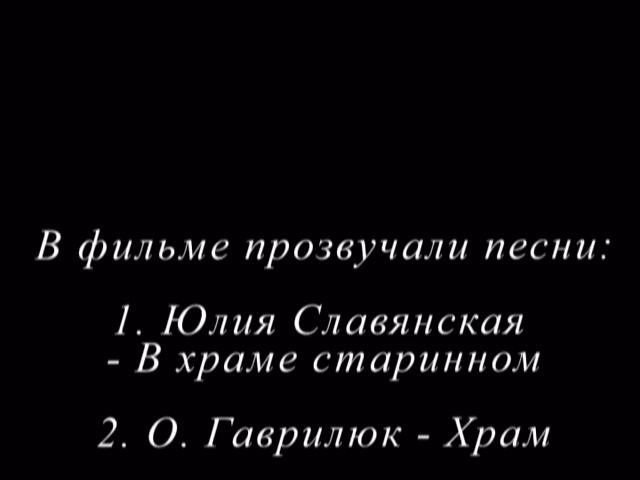 В фильме прозвучали песни:
1. Юлия Славянская
- В храме старинном
2. О. Гаврилюк - Храм